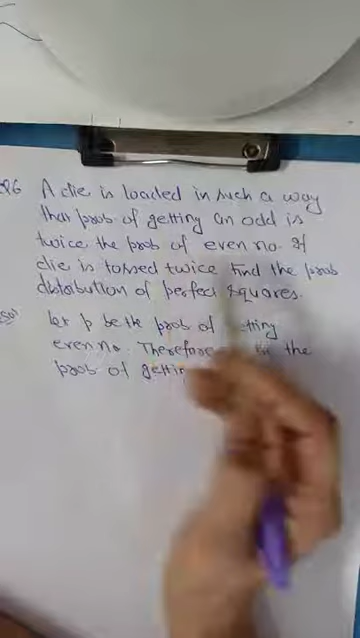 Q6 A die is loaded in such a way
that prob of getting an odd is
twice the prob of even no. If
die is tossed twice Find the prob
distribution of perfect squares.
Sol' let p be the prob of
even no. Therefore the
prob of